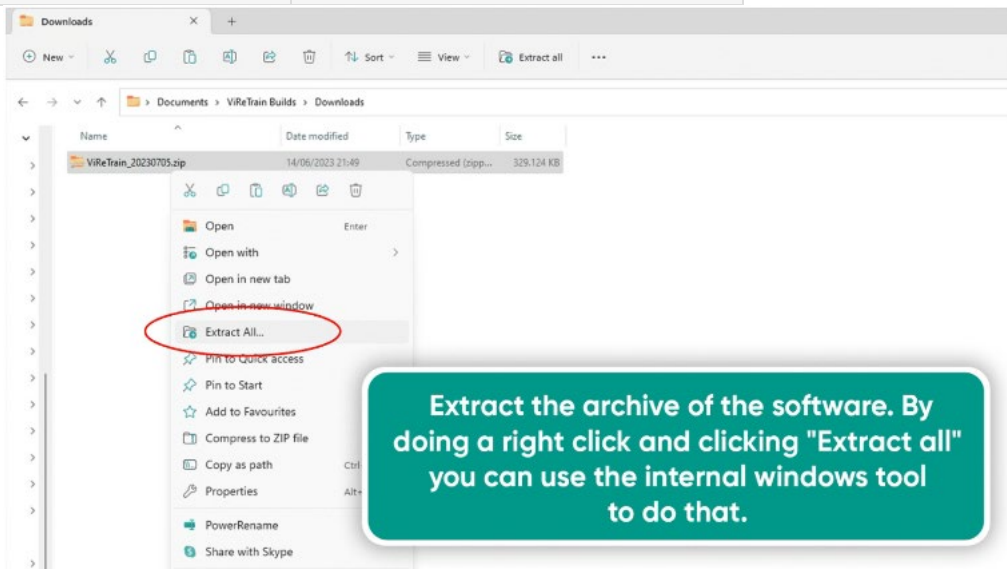 Downloads
New
Sort
View
Extract all
Documents > ViReTrain Builds > Downloads
Name Date modified Type Size
ViReTrain_20230705.zip 14/06/2023 21:49 Compressed (zipp... 329.124 KB
Open Enter
Open with
Open in new tab
Open in new window
Extract All...
Pin to Quick access
Pin to Start
Add to Favourites
Compress to ZIP file
Copy as path Ctrl
Properties Alt+
PowerRename
Share with Skype
Extract the archive of the software. By
doing a right click and clicking "Extract all"
you can use the internal windows tool
to do that.